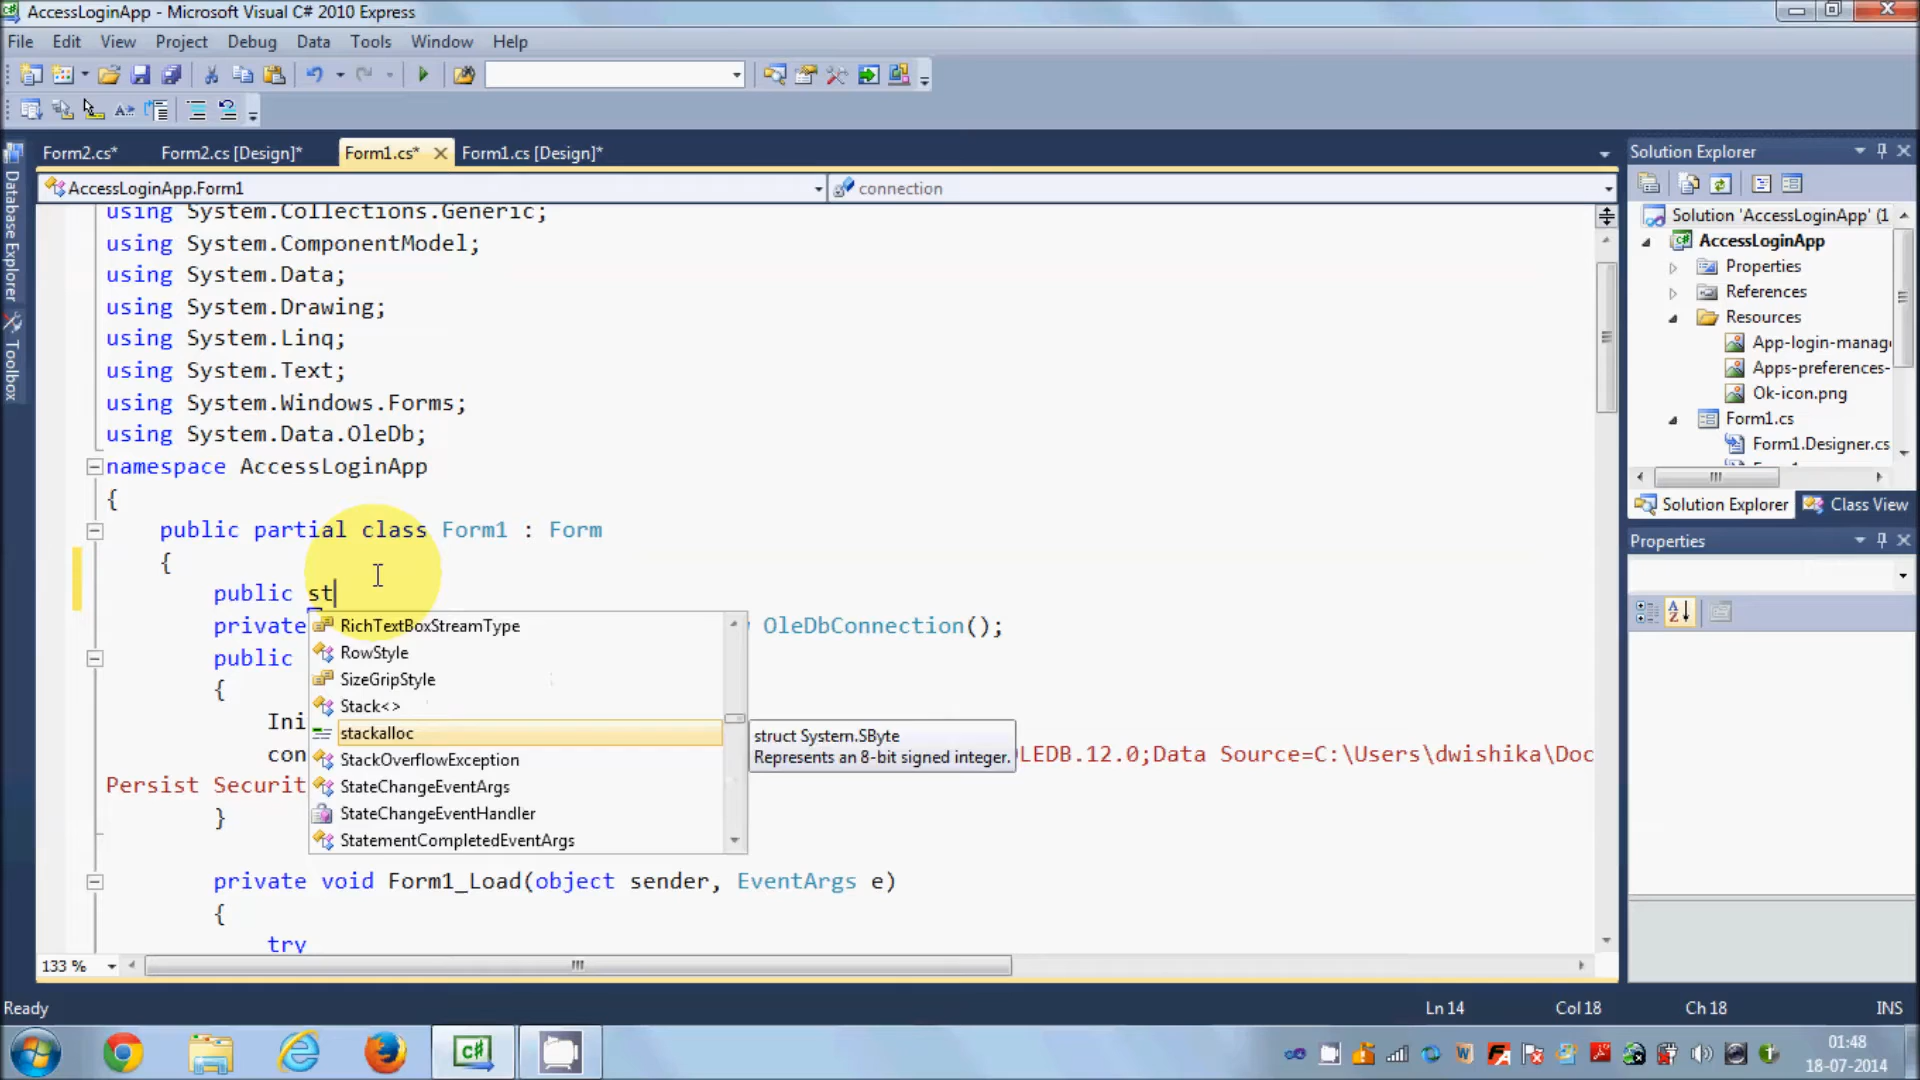 AccessLoginApp - Microsoft Visual C# 2010 Express
File Edit View Project Debug Data Tools Window Help
Form2.cs* Form2.cs [Design]* Form1.cs* Form1.cs [Design]*
AccessLoginApp.Form1 connection
using System.Collections.Generic;
using System.ComponentModel;
using System.Data;
using System.Drawing;
using System.Linq;
using System.Text;
using System.Windows.Forms;
using System.Data.OleDb;
namespace AccessLoginApp
{
public partial class Form1 : Form
{
public st
private OleDbConnection();
public
{
Ini
con OLEDB.12.0;Data Source=C:\Users\dwishika\Doc
Persist Securit
}
private void Form1_Load(object sender, EventArgs e)
{
try
RichTextBoxStreamType
RowStyle
SizeGripStyle
Stack<>
stackalloc
StackOverflowException
StateChangeEventArgs
StateChangeEventHandler
StatementCompletedEventArgs
struct System.SByte
Represents an 8-bit signed integer.
133 %
Database Explorer
Toolbox
Solution Explorer
Solution 'AccessLoginApp' (1
AccessLoginApp
Properties
References
Resources
App-login-manag
Apps-preferences-
Ok-icon.png
Form1.cs
Form1.Designer.cs
Solution Explorer Class View
Properties
Ready Ln 14 Col 18 Ch 18 INS
01:48
18-07-2014